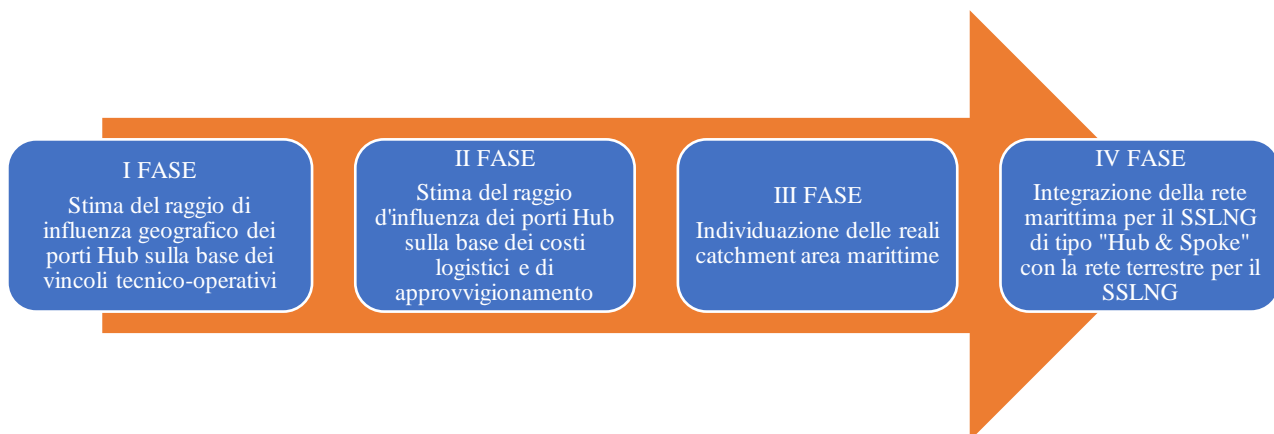 I FASE
Stima del raggio di
influenza geografico dei
porti Hub sulla base dei
vincoli tecnico-operativi
II FASE
Stima del raggio
d'influenza dei porti Hub
sulla base dei costi
logistici e di
approvvigionamento
III FASE
Individuazione delle reali
catchment area marittime
IV FASE
Integrazione della rete
marittima per il SSLNG
di tipo "Hub & Spoke"
con la rete terrestre per il
SSLNG